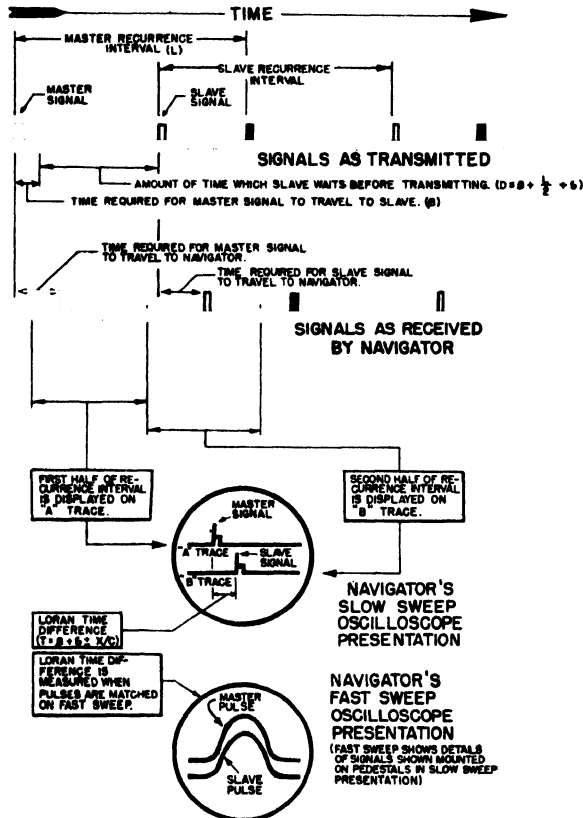 TIME
MASTER RECURRENCE
INTERVAL (L)
SLAVE RECURRENCE
INTERVAL
MASTER
SIGNAL
SLAVE
SIGNAL
SIGNALS AS TRANSMITTED
AMOUNT OF TIME WHICH SLAVE WAITS BEFORE TRANSMITTING. (D = β + L/2 + δ)
TIME REQUIRED FOR MASTER SIGNAL TO TRAVEL TO SLAVE. (β)
TIME REQUIRED FOR MASTER SIGNAL
TO TRAVEL TO NAVIGATOR.
TIME REQUIRED FOR SLAVE SIGNAL
TO TRAVEL TO NAVIGATOR.
SIGNALS AS RECEIVED
BY NAVIGATOR
FIRST HALF OF RE-
CURRENCE INTERVAL
IS DISPLAYED ON
"A" TRACE.
SECOND HALF OF RE-
CURRENCE INTERVAL
IS DISPLAYED ON
"B" TRACE.
MASTER
SIGNAL
"A" TRACE
SLAVE
SIGNAL
"B" TRACE
NAVIGATOR'S
SLOW SWEEP
OSCILLOSCOPE
PRESENTATION
LORAN TIME
DIFFERENCE
(T = β + δ ± X/C)
LORAN TIME DIF-
FERENCE IS
MEASURED WHEN
PULSES ARE MATCHED
ON FAST SWEEP.
MASTER
PULSE
SLAVE
PULSE
NAVIGATOR'S
FAST SWEEP
OSCILLOSCOPE
PRESENTATION
(FAST SWEEP SHOWS DETAILS
OF SIGNALS SHOWN MOUNTED
ON PEDESTALS IN SLOW SWEEP
PRESENTATION)